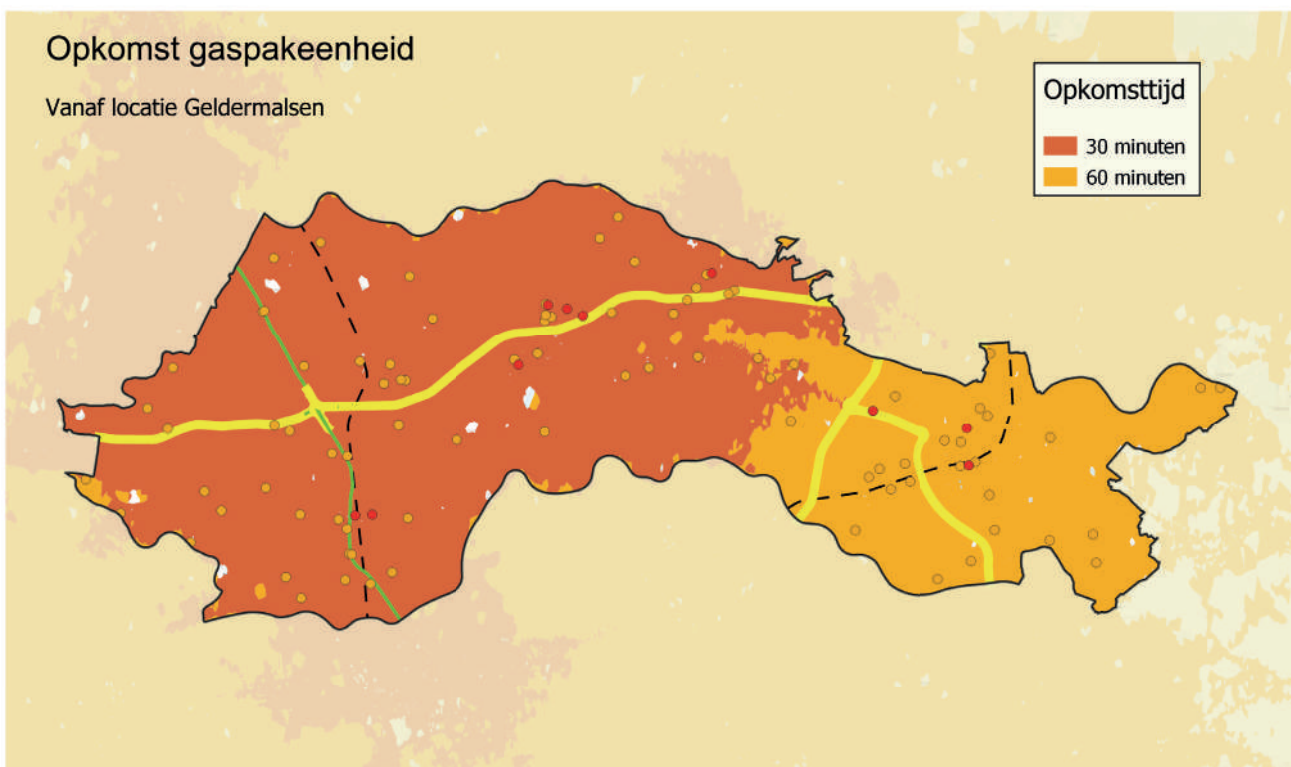 Opkomst gaspakeenheid
Vanaf locatie Geldermalsen
Opkomsttijd
30 minuten
60 minuten